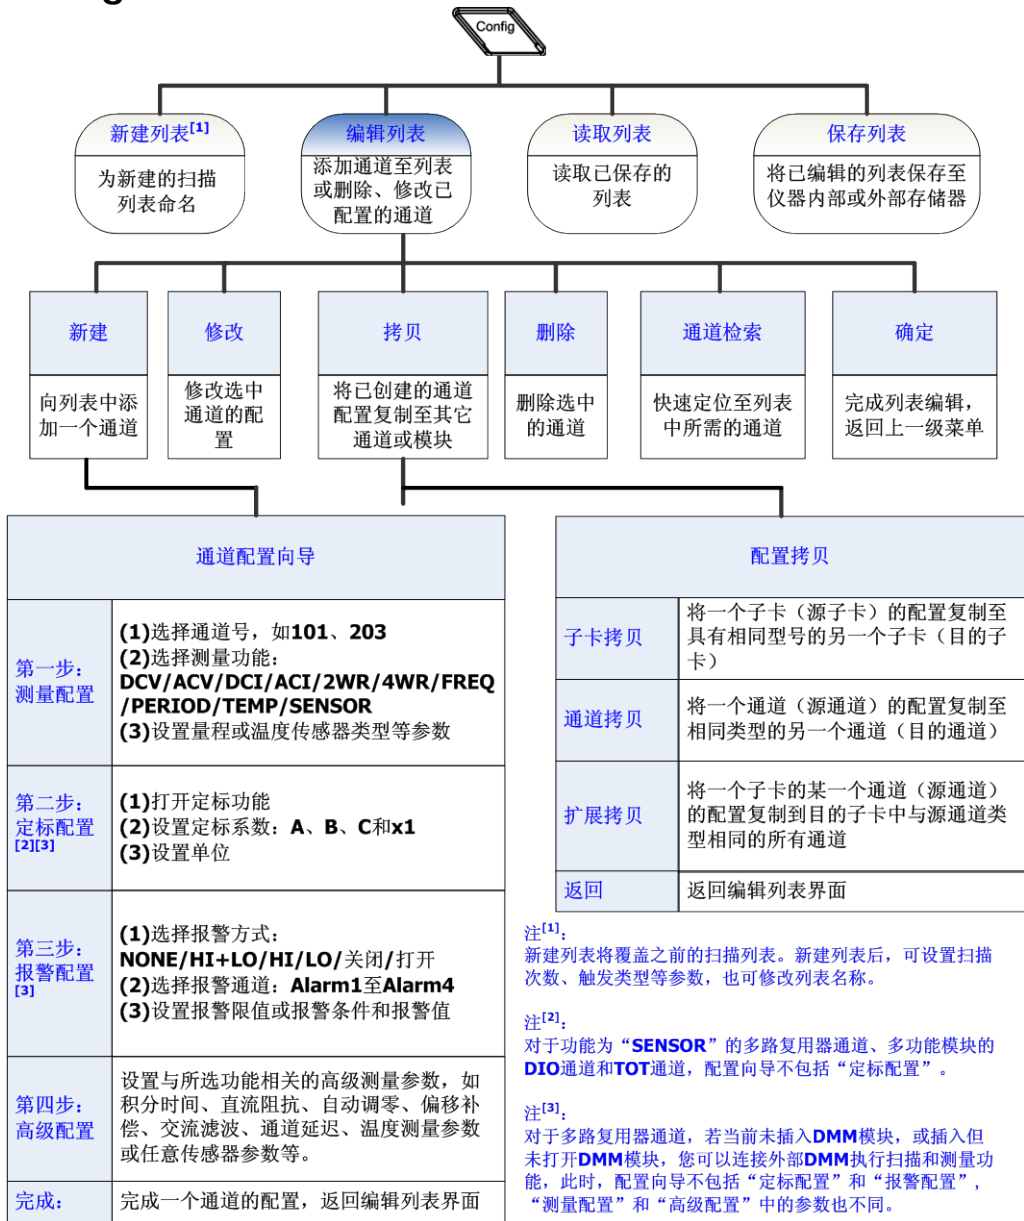 Config
新建列表[1]
为新建的扫描
列表命名
编辑列表
添加通道至列表
或删除、修改已
配置的通道
读取列表
读取已保存的
列表
保存列表
将已编辑的列表保存至
仪器内部或外部存储器
新建
向列表中添
加一个通道
修改
修改选中
通道的配
置
拷贝
将已创建的通道
配置复制至其它
通道或模块
删除
删除选中
的通道
通道检索
快速定位至列表
中所需的通道
确定
完成列表编辑，
返回上一级菜单
通道配置向导
第一步：
测量配置
(1)选择通道号，如101、203
(2)选择测量功能：
DCV/ACV/DCI/ACI/2WR/4WR/FREQ
/PERIOD/TEMP/SENSOR
(3)设置量程或温度传感器类型等参数
第二步：
定标配置
[2][3]
(1)打开定标功能
(2)设置定标系数：A、B、C和x1
(3)设置单位
第三步：
报警配置
[3]
(1)选择报警方式：
NONE/HI+LO/HI/LO/关闭/打开
(2)选择报警通道：Alarm1至Alarm4
(3)设置报警限值或报警条件和报警值
第四步：
高级配置
设置与所选功能相关的高级测量参数，如
积分时间、直流阻抗、自动调零、偏移补
偿、交流滤波、通道延迟、温度测量参数
或任意传感器参数等。
完成：
完成一个通道的配置，返回编辑列表界面
配置拷贝
子卡拷贝
将一个子卡（源子卡）的配置复制至
具有相同型号的另一个子卡（目的子
卡）
通道拷贝
将一个通道（源通道）的配置复制至
相同类型的另一个通道（目的通道）
扩展拷贝
将一个子卡的某一个通道（源通道）
的配置复制到目的子卡中与源通道类
型相同的所有通道
返回
返回编辑列表界面
注[1]：
新建列表将覆盖之前的扫描列表。新建列表后，可设置扫描
次数、触发类型等参数，也可修改列表名称。
注[2]：
对于功能为“SENSOR”的多路复用器通道、多功能模块的
DIO通道和TOT通道，配置向导不包括“定标配置”。
注[3]：
对于多路复用器通道，若当前未插入DMM模块，或插入但
未打开DMM模块，您可以连接外部DMM执行扫描和测量功
能，此时，配置向导不包括“定标配置”和“报警配置”，
“测量配置”和“高级配置”中的参数也不同。